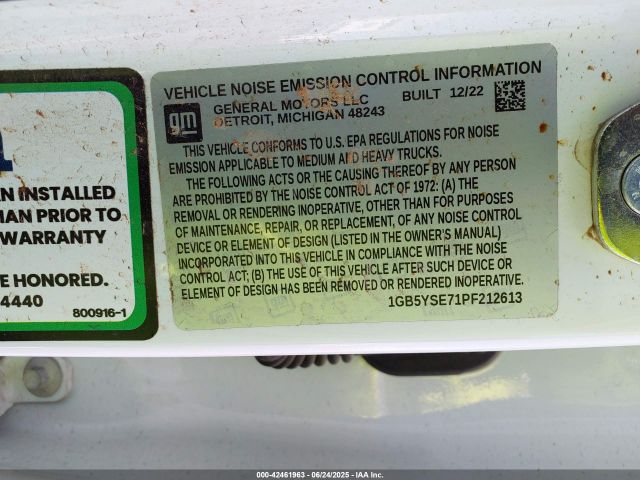 VEHICLE NOISE EMISSION CONTROL INFORMATION
gm
GENERAL MOTORS LLC
DETROIT, MICHIGAN 48243
BUILT 12/22
THIS VEHICLE CONFORMS TO U.S. EPA REGULATIONS FOR NOISE
EMISSION APPLICABLE TO MEDIUM AND HEAVY TRUCKS.
THE FOLLOWING ACTS OR THE CAUSING THEREOF BY ANY PERSON
ARE PROHIBITED BY THE NOISE CONTROL ACT OF 1972: (A) THE
REMOVAL OR RENDERING INOPERATIVE, OTHER THAN FOR PURPOSES
OF MAINTENANCE, REPAIR, OR REPLACEMENT, OF ANY NOISE CONTROL
DEVICE OR ELEMENT OF DESIGN (LISTED IN THE OWNER'S MANUAL)
INCORPORATED INTO THIS VEHICLE IN COMPLIANCE WITH THE NOISE
CONTROL ACT; (B) THE USE OF THIS VEHICLE AFTER SUCH DEVICE OR
ELEMENT OF DESIGN HAS BEEN REMOVED OR RENDERED INOPERATIVE.
1GB5YSE71PF212613
EN INSTALLED
HAN PRIOR TO
WARRANTY
E HONORED.
4440
800916-1
000-42461963 - 06/24/2025 - IAA Inc.